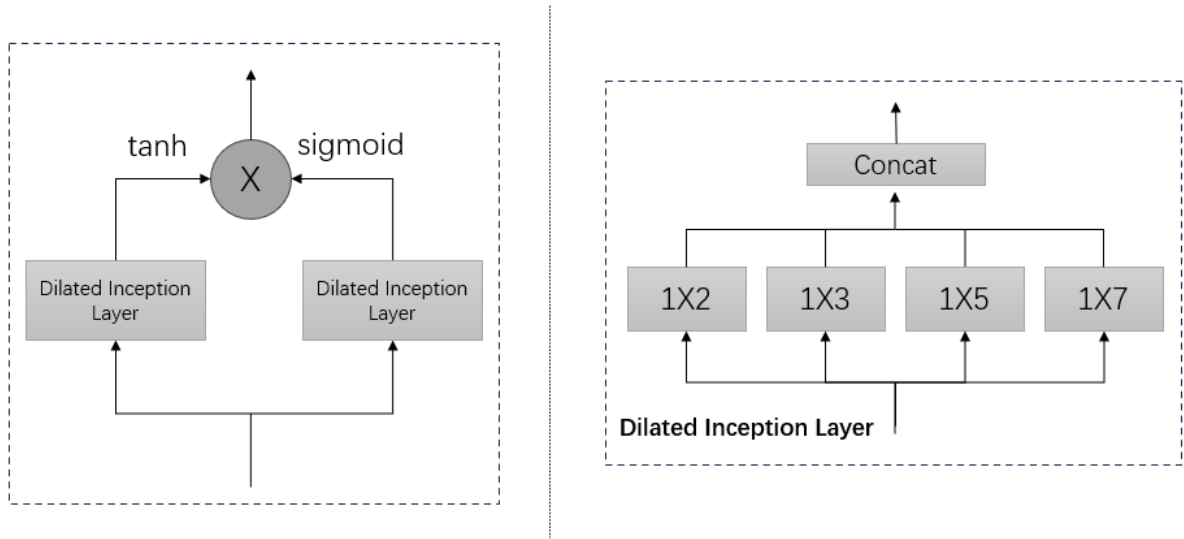 tanh
sigmoid
X
Dilated Inception
Layer
Dilated Inception
Layer
Concat
1X2
1X3
1X5
1X7
Dilated Inception Layer